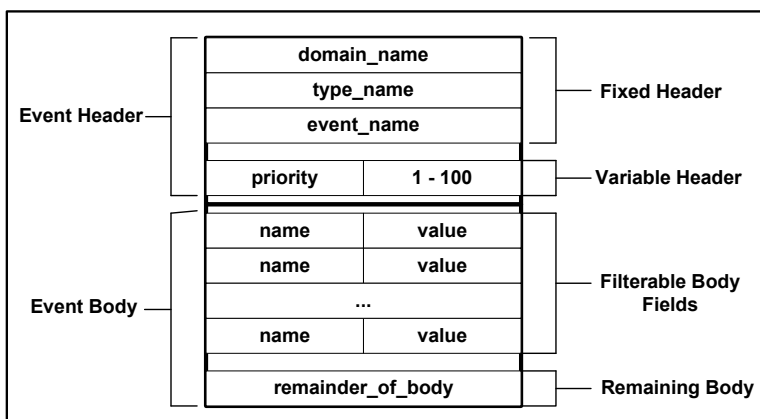 domain_name
type_name
event_name
Event Header
Fixed Header
priority 1 - 100
Variable Header
name value
name value
...
name value
Event Body
Filterable Body
Fields
remainder_of_body
Remaining Body